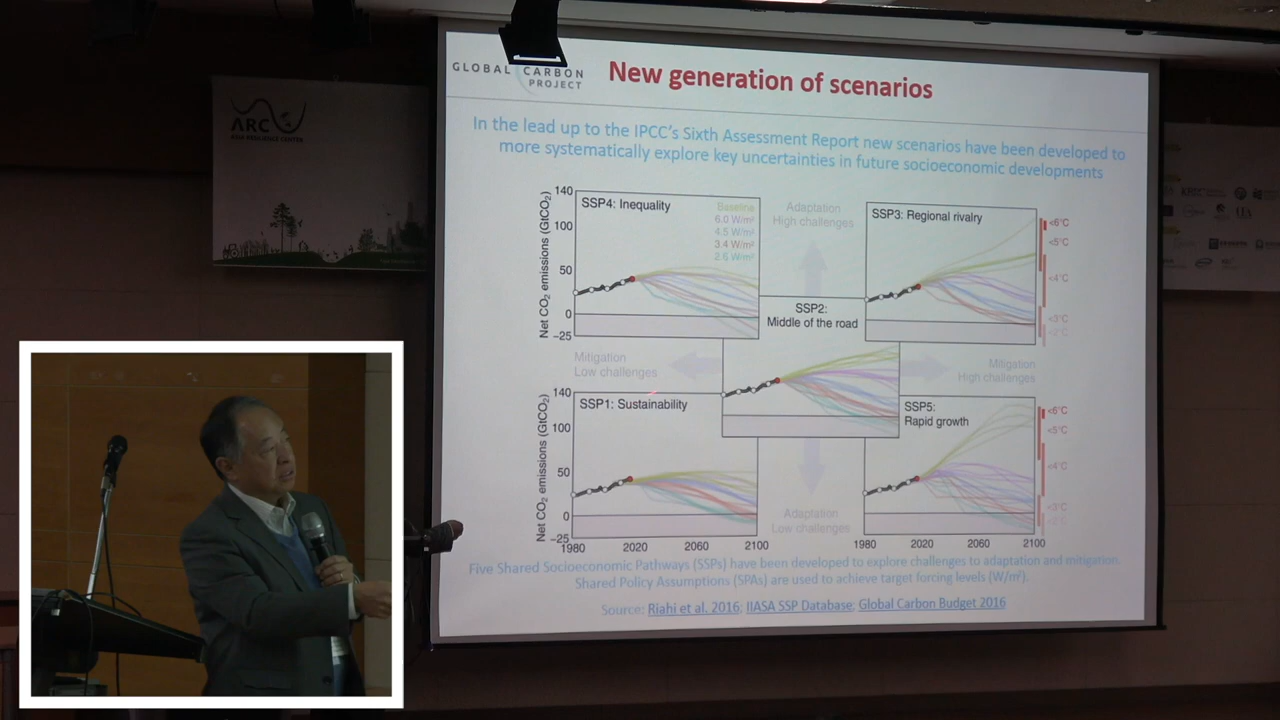 GLOBAL CARBON
PROJECT
New generation of scenarios
ARC
ASIA RESILIENCE CENTER
In the lead up to the IPCC's Sixth Assessment Report new scenarios have been developed to
more systematically explore key uncertainties in future socioeconomic developments
Net CO2 emissions (GtCO2)
140
100
50
0
−25
SSP4: Inequality
Baseline
6.0 W/m²
4.5 W/m²
3.4 W/m²
2.6 W/m²
Adaptation
High challenges
SSP3: Regional rivalry
<6°C
<5°C
<4°C
<3°C
<2°C
SSP2:
Middle of the road
Mitigation
Low challenges
Mitigation
High challenges
Net CO2 emissions (GtCO2)
140
100
50
0
−25
SSP1: Sustainability
SSP5:
Rapid growth
<6°C
<5°C
<4°C
<3°C
<2°C
Adaptation
Low challenges
1980 2020 2060 2100
1980 2020 2060 2100
Five Shared Socioeconomic Pathways (SSPs) have been developed to explore challenges to adaptation and mitigation.
Shared Policy Assumptions (SPAs) are used to achieve target forcing levels (W/m²).
Source: Riahi et al. 2016; IIASA SSP Database; Global Carbon Budget 2016